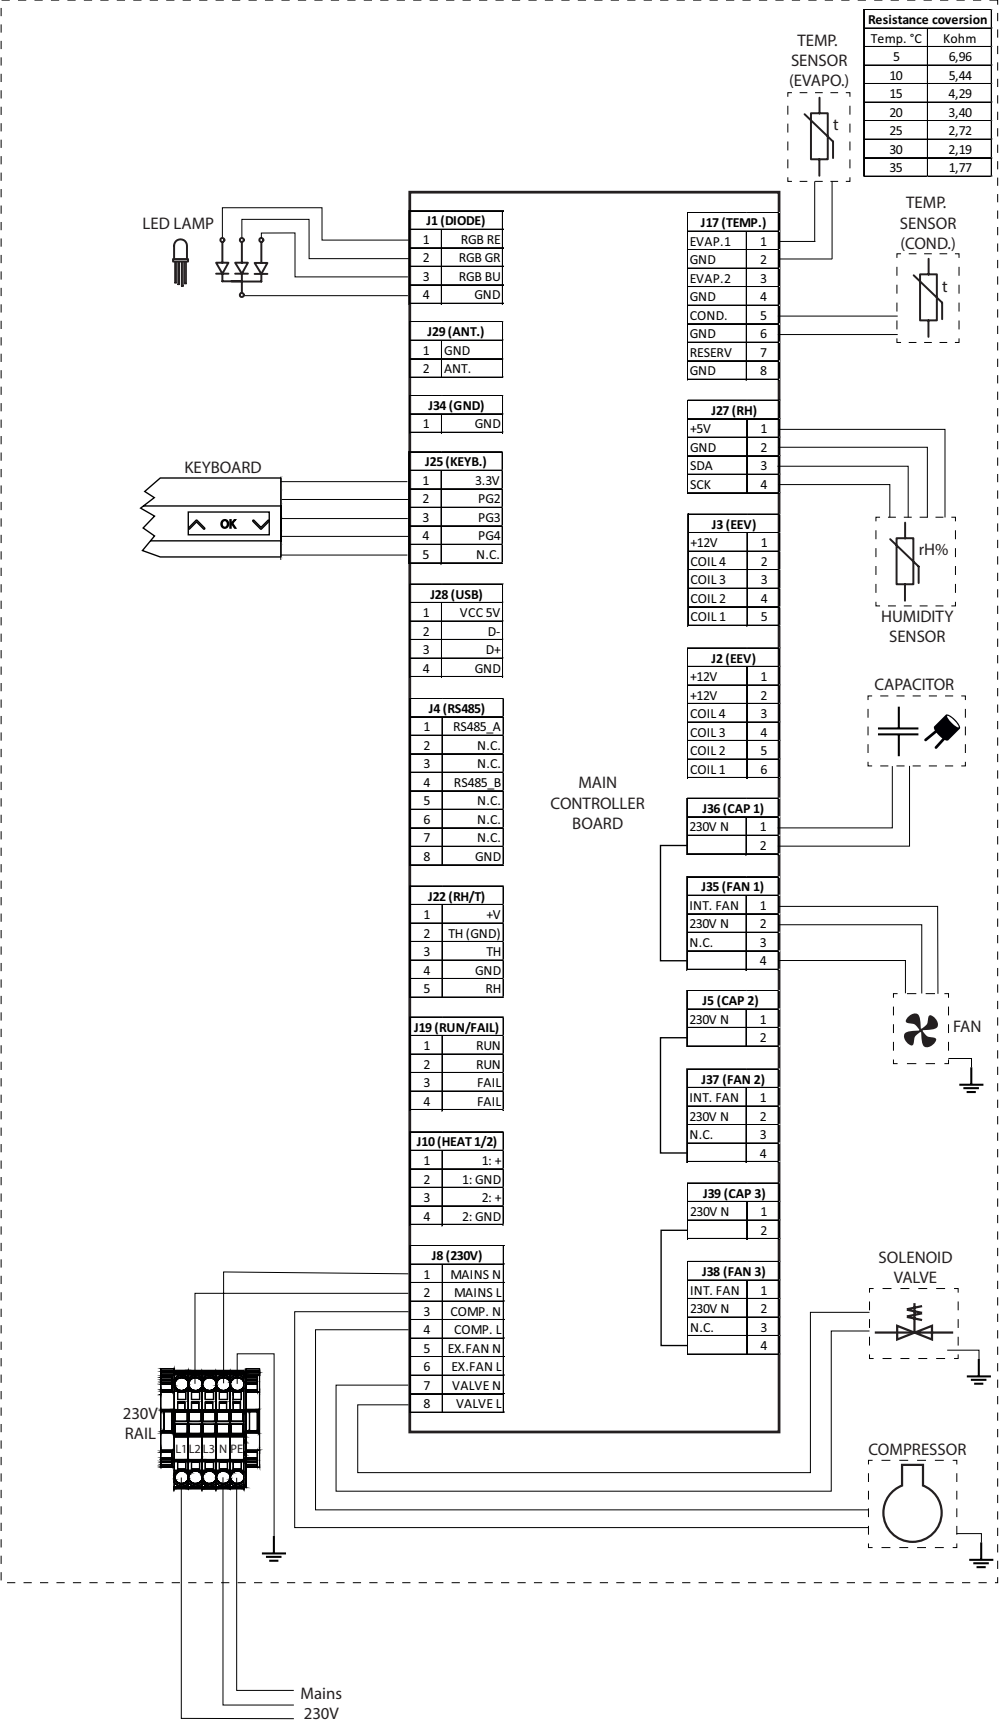 Resistance coversion
Temp. °C Kohm
5 6,96
10 5,44
15 4,29
20 3,40
25 2,72
30 2,19
35 1,77
TEMP.
SENSOR
(EVAPO.)
t
TEMP.
SENSOR
(COND.)
t
LED LAMP
J1 (DIODE)
1 RGB RE
2 RGB GR
3 RGB BU
4 GND
J29 (ANT.)
1 GND
2 ANT.
J34 (GND)
1 GND
KEYBOARD
OK
J25 (KEYB.)
1 3.3V
2 PG2
3 PG3
4 PG4
5 N.C.
J28 (USB)
1 VCC 5V
2 D-
3 D+
4 GND
J4 (RS485)
1 RS485_A
2 N.C.
3 N.C.
4 RS485_B
5 N.C.
6 N.C.
7 N.C.
8 GND
J22 (RH/T)
1 +V
2 TH (GND)
3 TH
4 GND
5 RH
J19 (RUN/FAIL)
1 RUN
2 RUN
3 FAIL
4 FAIL
J10 (HEAT 1/2)
1 1: +
2 1: GND
3 2: +
4 2: GND
J8 (230V)
1 MAINS N
2 MAINS L
3 COMP. N
4 COMP. L
5 EX.FAN N
6 EX.FAN L
7 VALVE N
8 VALVE L
MAIN
CONTROLLER
BOARD
J17 (TEMP.)
EVAP.1 1
GND 2
EVAP.2 3
GND 4
COND. 5
GND 6
RESERV 7
GND 8
J27 (RH)
+5V 1
GND 2
SDA 3
SCK 4
rH%
HUMIDITY
SENSOR
J3 (EEV)
+12V 1
COIL 4 2
COIL 3 3
COIL 2 4
COIL 1 5
J2 (EEV)
+12V 1
+12V 2
COIL 4 3
COIL 3 4
COIL 2 5
COIL 1 6
CAPACITOR
J36 (CAP 1)
230V N 1
2
J35 (FAN 1)
INT. FAN 1
230V N 2
N.C. 3
4
FAN
J5 (CAP 2)
230V N 1
2
J37 (FAN 2)
INT. FAN 1
230V N 2
N.C. 3
4
J39 (CAP 3)
230V N 1
2
J38 (FAN 3)
INT. FAN 1
230V N 2
N.C. 3
4
SOLENOID
VALVE
COMPRESSOR
230V
RAIL
L1 L2 L3 N PE
Mains
230V